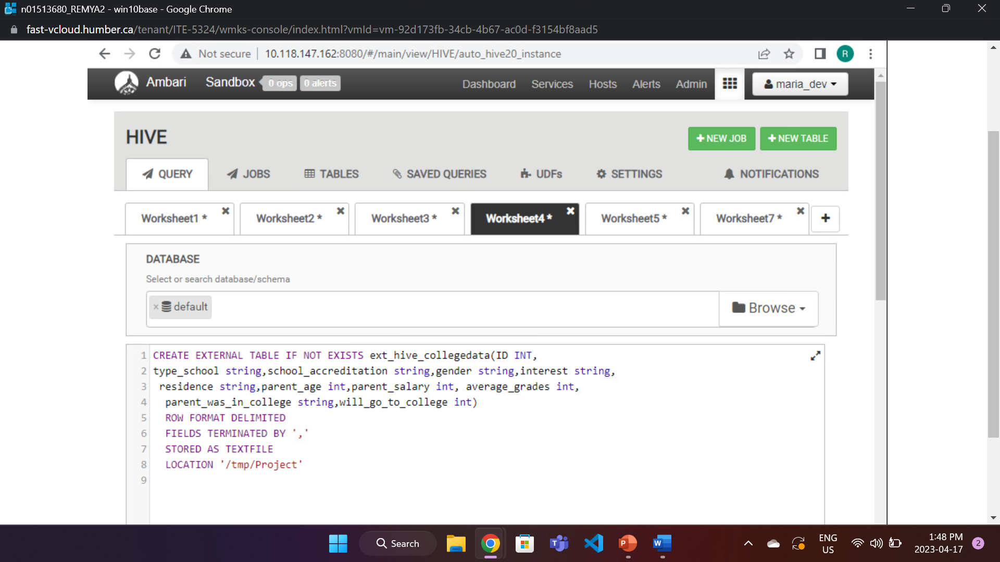 n01513680_REMYA2 - win10base - Google Chrome
fast-vcloud.humber.ca/tenant/ITE-5324/wmks-console/index.html?vmId=vm-92d173fb-34cb-4b67-ac0d-f3154bf8aad5
Not secure 10.118.147.162:8080/#/main/view/HIVE/auto_hive20_instance R
Ambari Sandbox 0 ops 0 alerts Dashboard Services Hosts Alerts Admin maria_dev
HIVE
+ NEW JOB + NEW TABLE
QUERY JOBS TABLES SAVED QUERIES UDFs SETTINGS NOTIFICATIONS
Worksheet1 * Worksheet2 * Worksheet3 * Worksheet4 * Worksheet5 * Worksheet7 * +
DATABASE
Select or search database/schema
× default Browse
1 CREATE EXTERNAL TABLE IF NOT EXISTS ext_hive_collegedata(ID INT,
2 type_school string,school_accreditation string,gender string,interest string,
3 residence string,parent_age int,parent_salary int, average_grades int,
4 parent_was_in_college string,will_go_to_college int)
5 ROW FORMAT DELIMITED
6 FIELDS TERMINATED BY ','
7 STORED AS TEXTFILE
8 LOCATION '/tmp/Project'
9
Search T P W ENG US 1:48 PM 2023-04-17 2